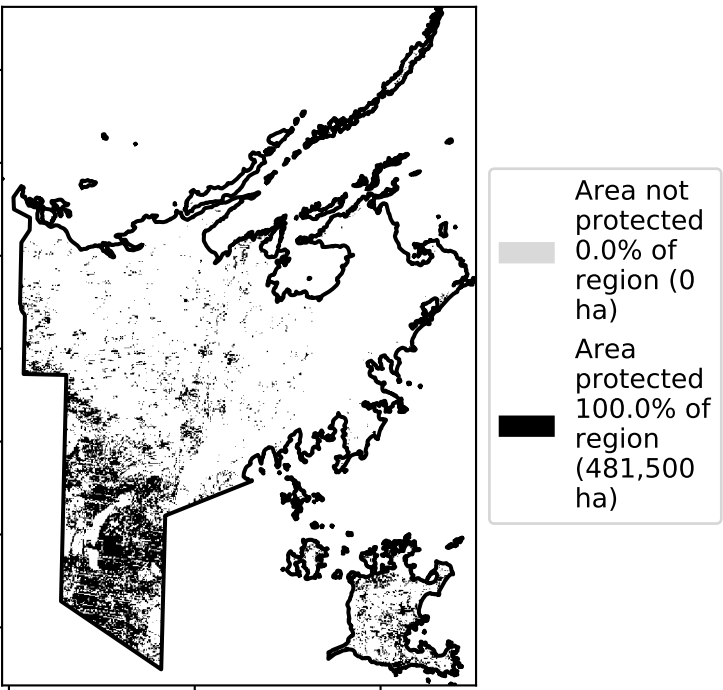 Area not
protected
0.0% of
region (0
ha)
Area
protected
100.0% of
region
(481,500
ha)